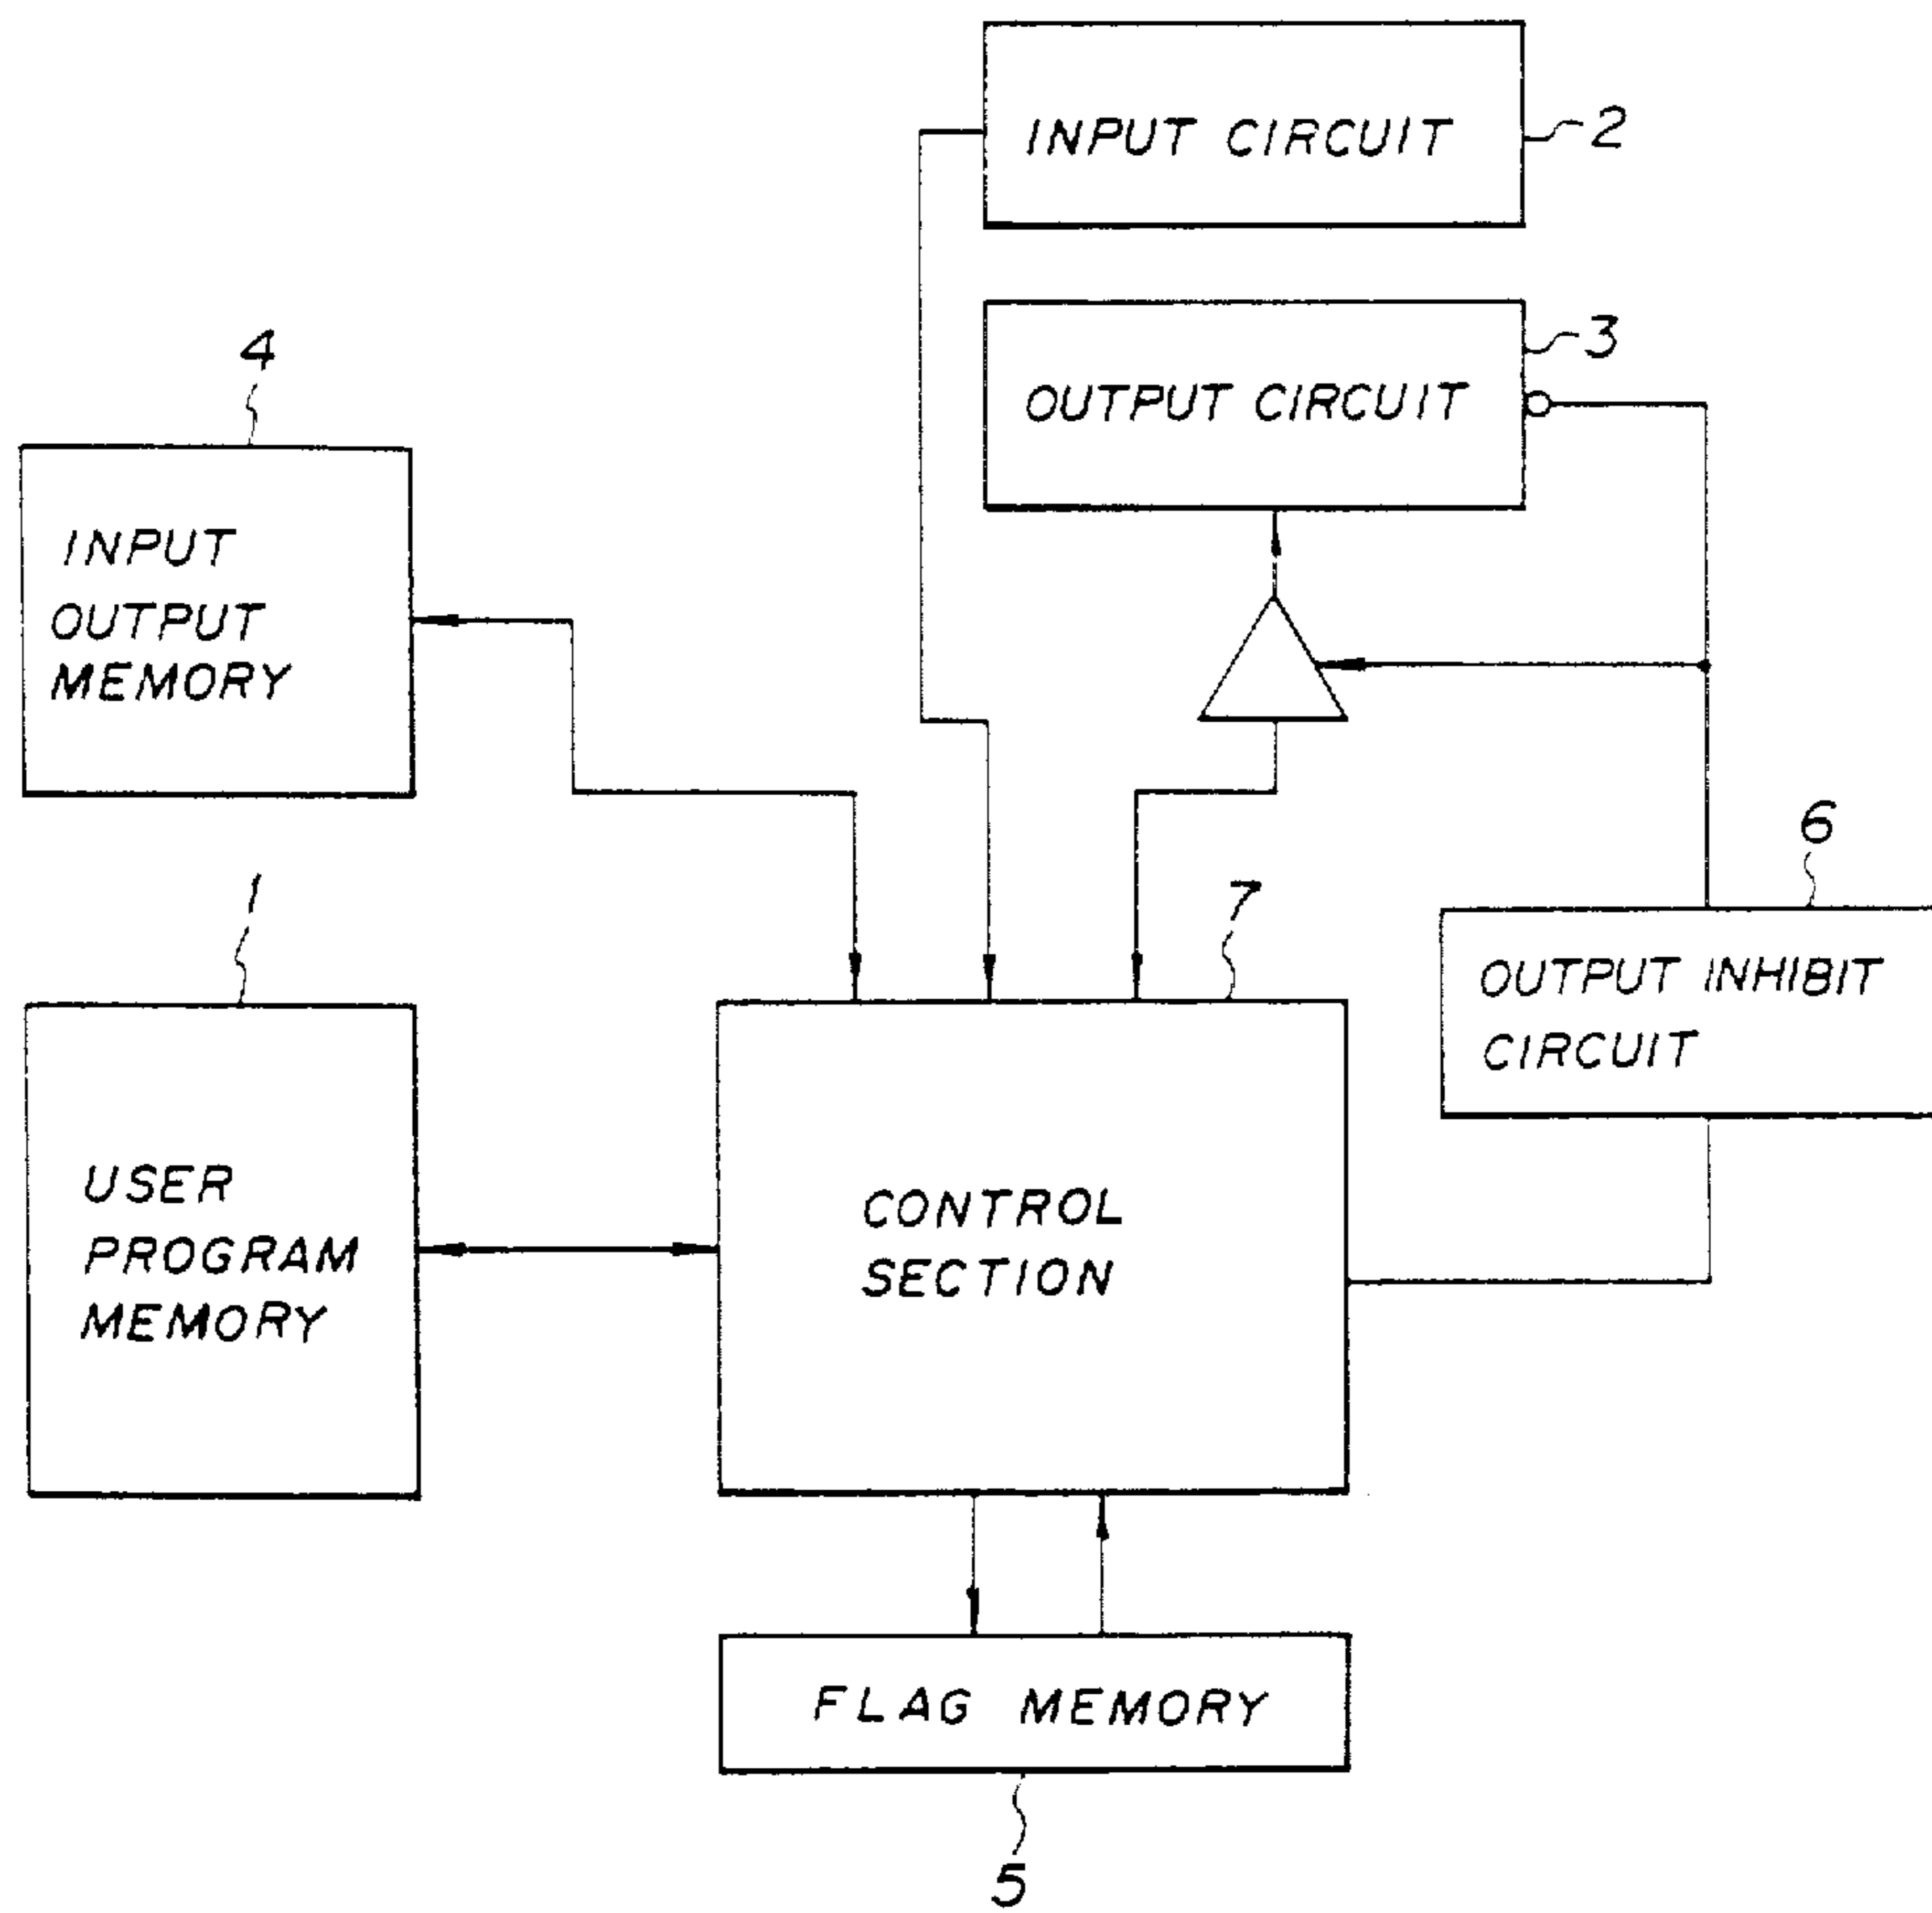 INPUT CIRCUIT
2
OUTPUT CIRCUIT
3
4
INPUT
OUTPUT
MEMORY
6
OUTPUT INHIBIT
CIRCUIT
1
USER
PROGRAM
MEMORY
7
CONTROL
SECTION
FLAG MEMORY
5